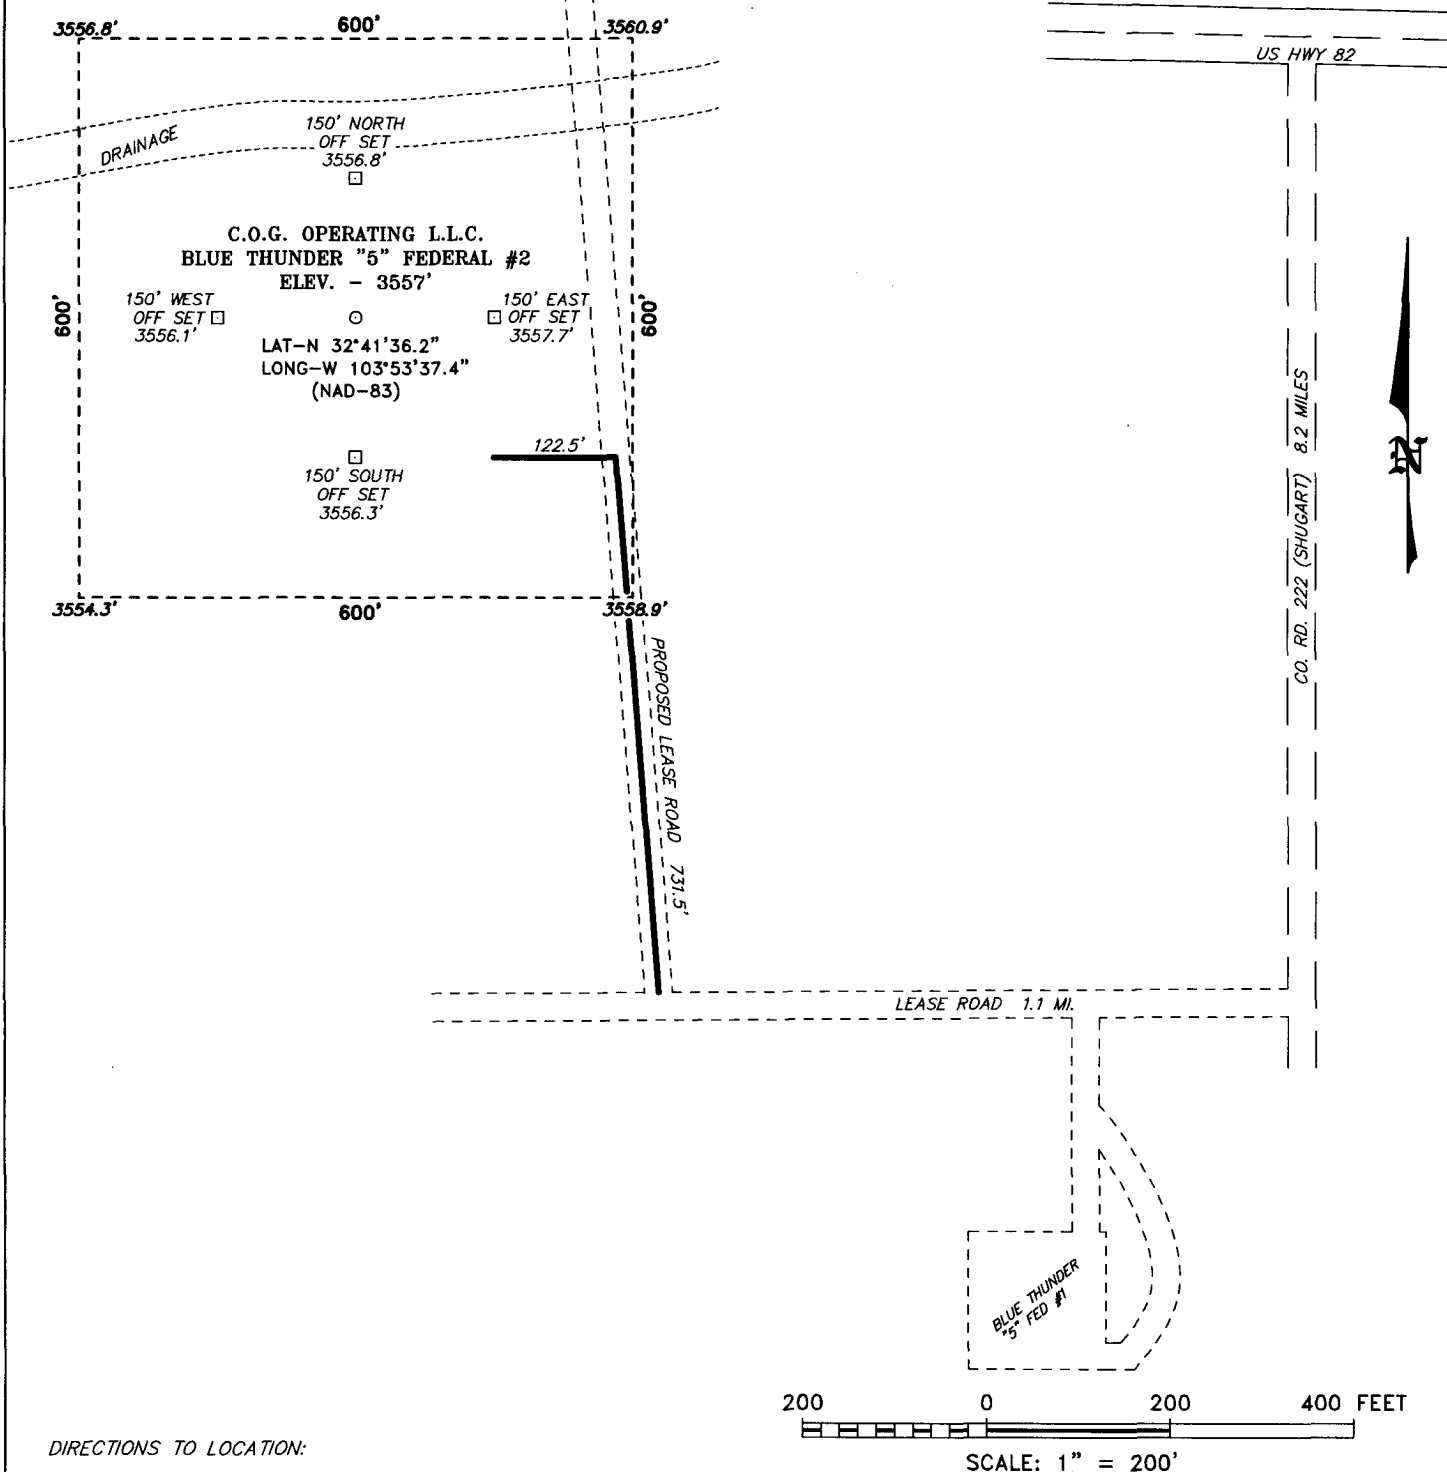 3556.8'
600'
3560.9'
US HWY 82
DRAINAGE
150' NORTH
OFF SET
3556.8'
C.O.G. OPERATING L.L.C.
BLUE THUNDER "5" FEDERAL #2
ELEV. - 3557'
600'
150' WEST
OFF SET
3556.1'
150' EAST
OFF SET
3557.7'
600'
LAT-N 32°41'36.2"
LONG-W 103°53'37.4"
(NAD-83)
CO. RD. 222 (SHUGART) 8.2 MILES
N
122.5'
150' SOUTH
OFF SET
3556.3'
3554.3'
600'
3558.9'
PROPOSED LEASE ROAD 731.5'
LEASE ROAD 1.1 MI.
BLUE THUNDER
"5" FED #1
200 0 200 400 FEET
SCALE: 1" = 200'
DIRECTIONS TO LOCATION: